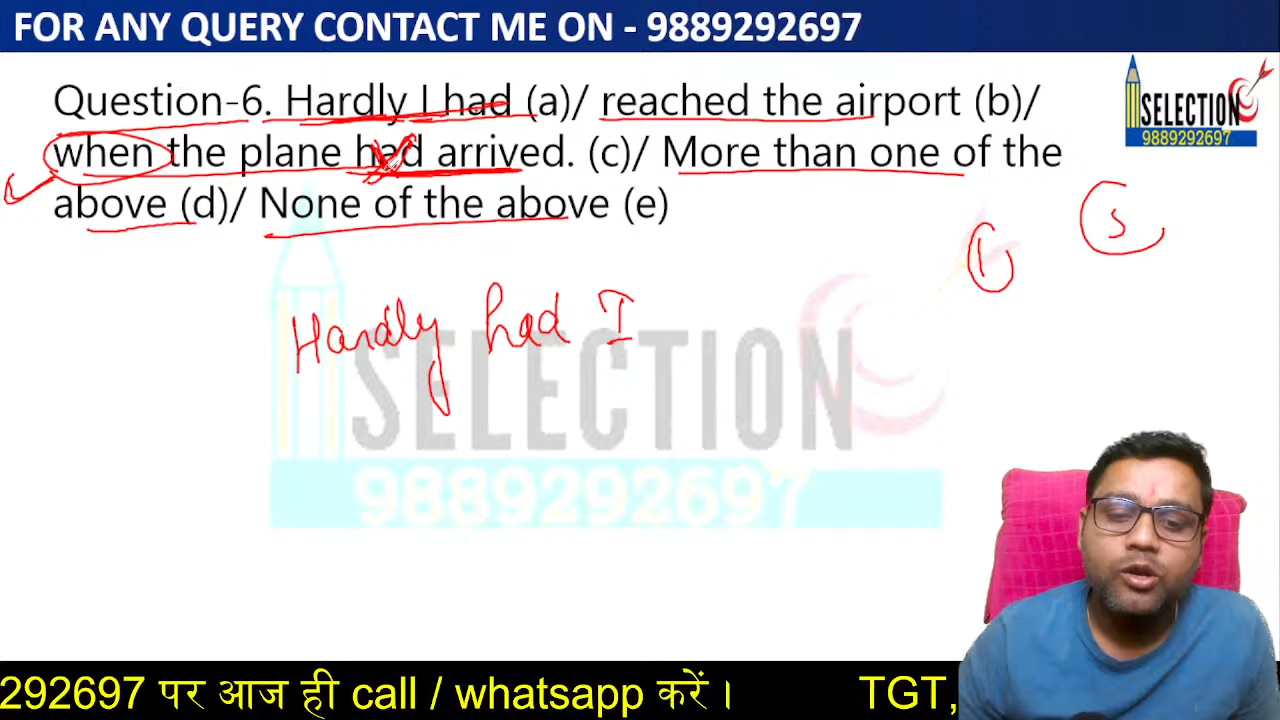 FOR ANY QUERY CONTACT ME ON - 9889292697
SELECTION
9889292697
Question-6. Hardly I had (a)/ reached the airport (b)/
when the plane had arrived. (c)/ More than one of the
above (d)/ None of the above (e)
Hardly had I
SELECTION
9889292697
292697 पर आज ही call / whatsapp करें। TGT,